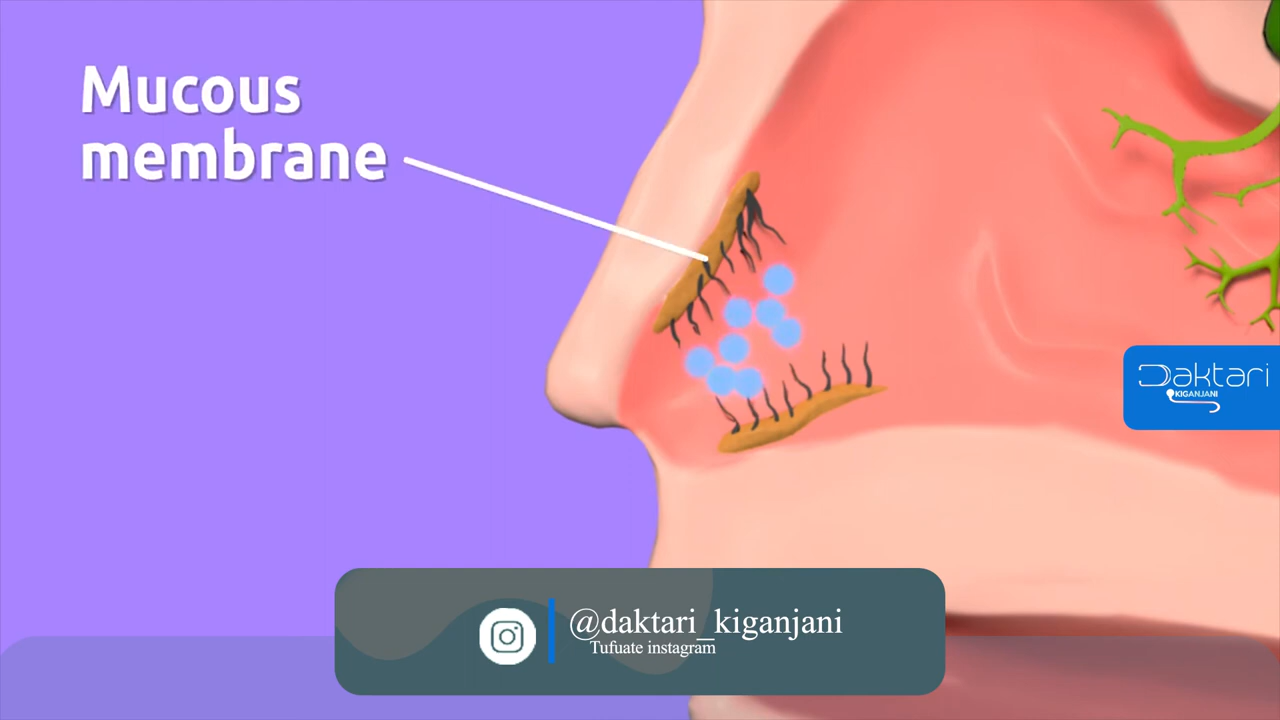 Mucous
membrane
Daktari
KIGANJANI
@daktari_kiganjani
Tufuate instagram